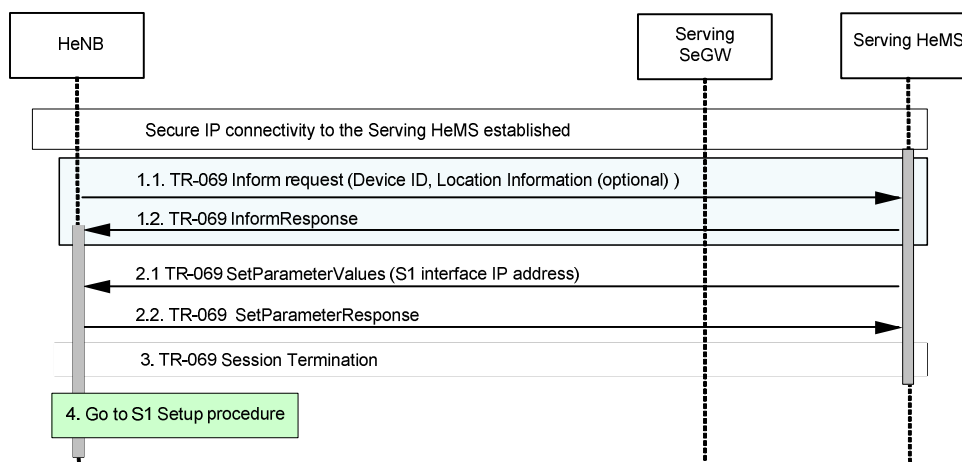 HeNB
Serving
SeGW
Serving HeMS
Secure IP connectivity to the Serving HeMS established
1.1. TR-069 Inform request (Device ID, Location Information (optional) )
1.2. TR-069 InformResponse
2.1 TR-069 SetParameterValues (S1 interface IP address)
2.2. TR-069 SetParameterResponse
3. TR-069 Session Termination
4. Go to S1 Setup procedure